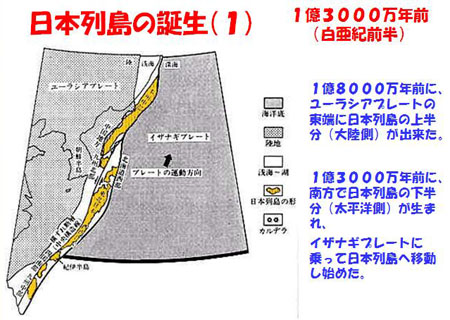 日本列島の誕生(1)
1億3000万年前
(白亜紀前半)
陸
浅海
深海
ユーラシアプレート
イザナギプレート
プレートの運動方向
朝鮮半島
紀伊半島
海洋底
陸地
浅海〜湖
日本列島の形
カルデラ
1億8000万年前に、
ユーラシアプレートの
東端に日本列島の上半
分(大陸側)が出来た。
1億3000万年前に、
南方で日本列島の下半
分(太平洋側)が生ま
れ、
イザナギプレートに
乗って日本列島へ移動
し始めた。